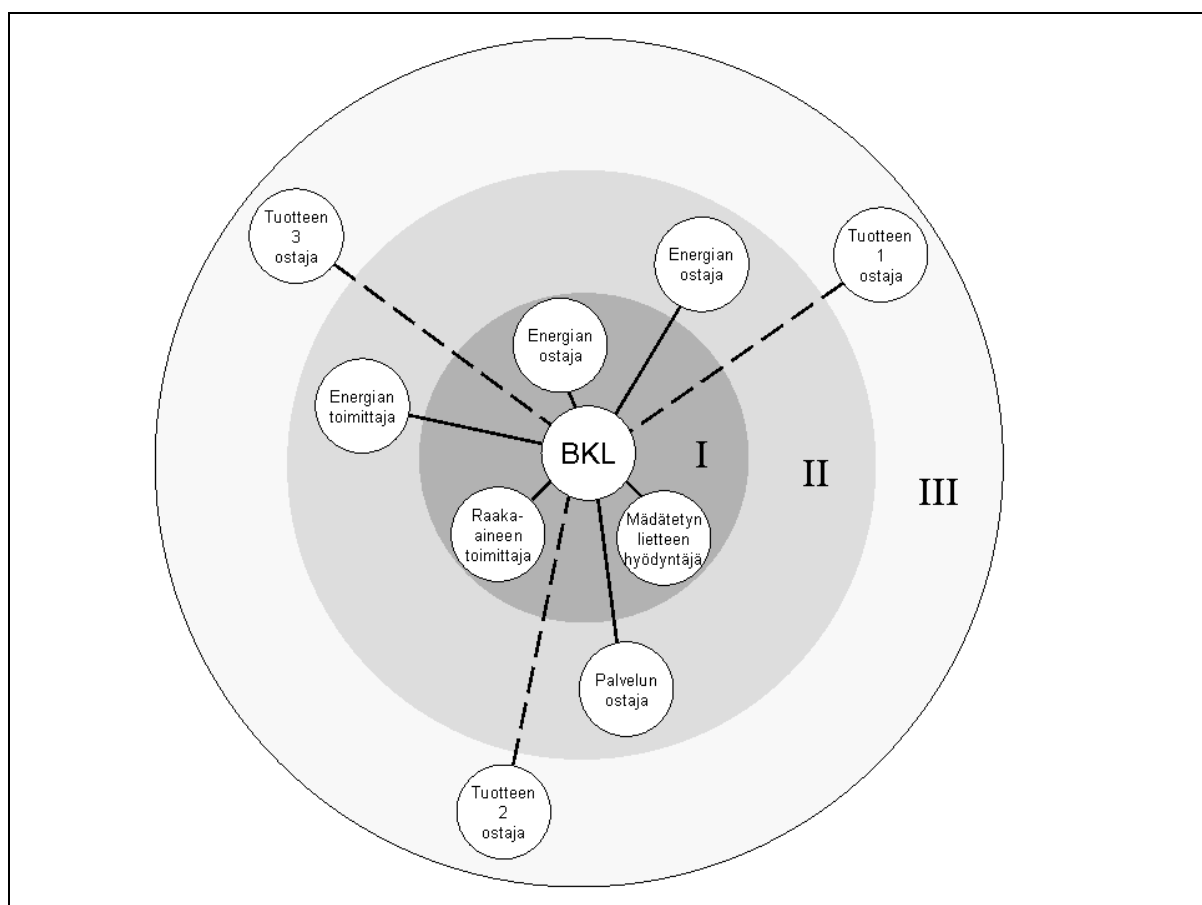 Tuotteen
3
ostaja
Energian
ostaja
Tuotteen
1
ostaja
Energian
ostaja
Energian
toimittaja
BKL
I
II
III
Raaka-
aineen
toimittaja
Mädätetyn
lietteen
hyödyntäjä
Palvelun
ostaja
Tuotteen
2
ostaja